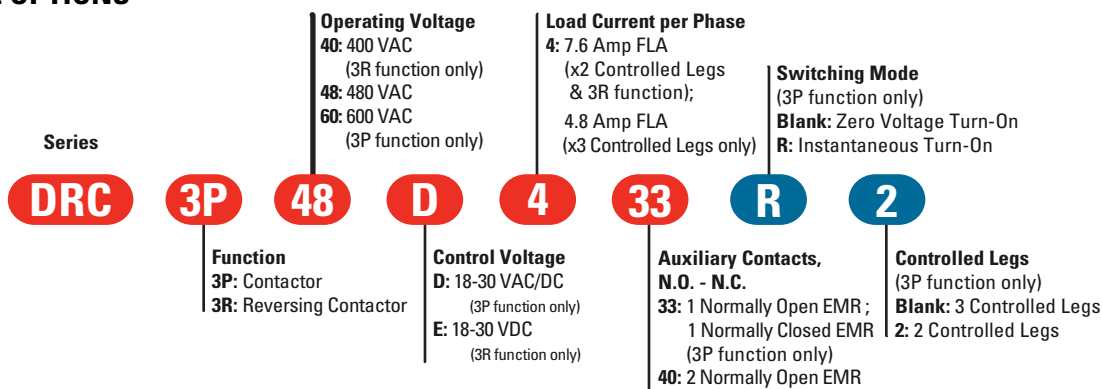 Operating Voltage
40: 400 VAC
(3R function only)
48: 480 VAC
60: 600 VAC
(3P function only)
Load Current per Phase
4: 7.6 Amp FLA
(x2 Controlled Legs
& 3R function);
4.8 Amp FLA
(x3 Controlled Legs only)
Switching Mode
(3P function only)
Blank: Zero Voltage Turn-On
R: Instantaneous Turn-On
Series
DRC 3P 48 D 4 33 R 2
Function
3P: Contactor
3R: Reversing Contactor
Control Voltage
D: 18-30 VAC/DC
(3P function only)
E: 18-30 VDC
(3R function only)
Auxiliary Contacts,
N.O. - N.C.
33: 1 Normally Open EMR ;
1 Normally Closed EMR
(3P function only)
40: 2 Normally Open EMR
Controlled Legs
(3P function only)
Blank: 3 Controlled Legs
2: 2 Controlled Legs